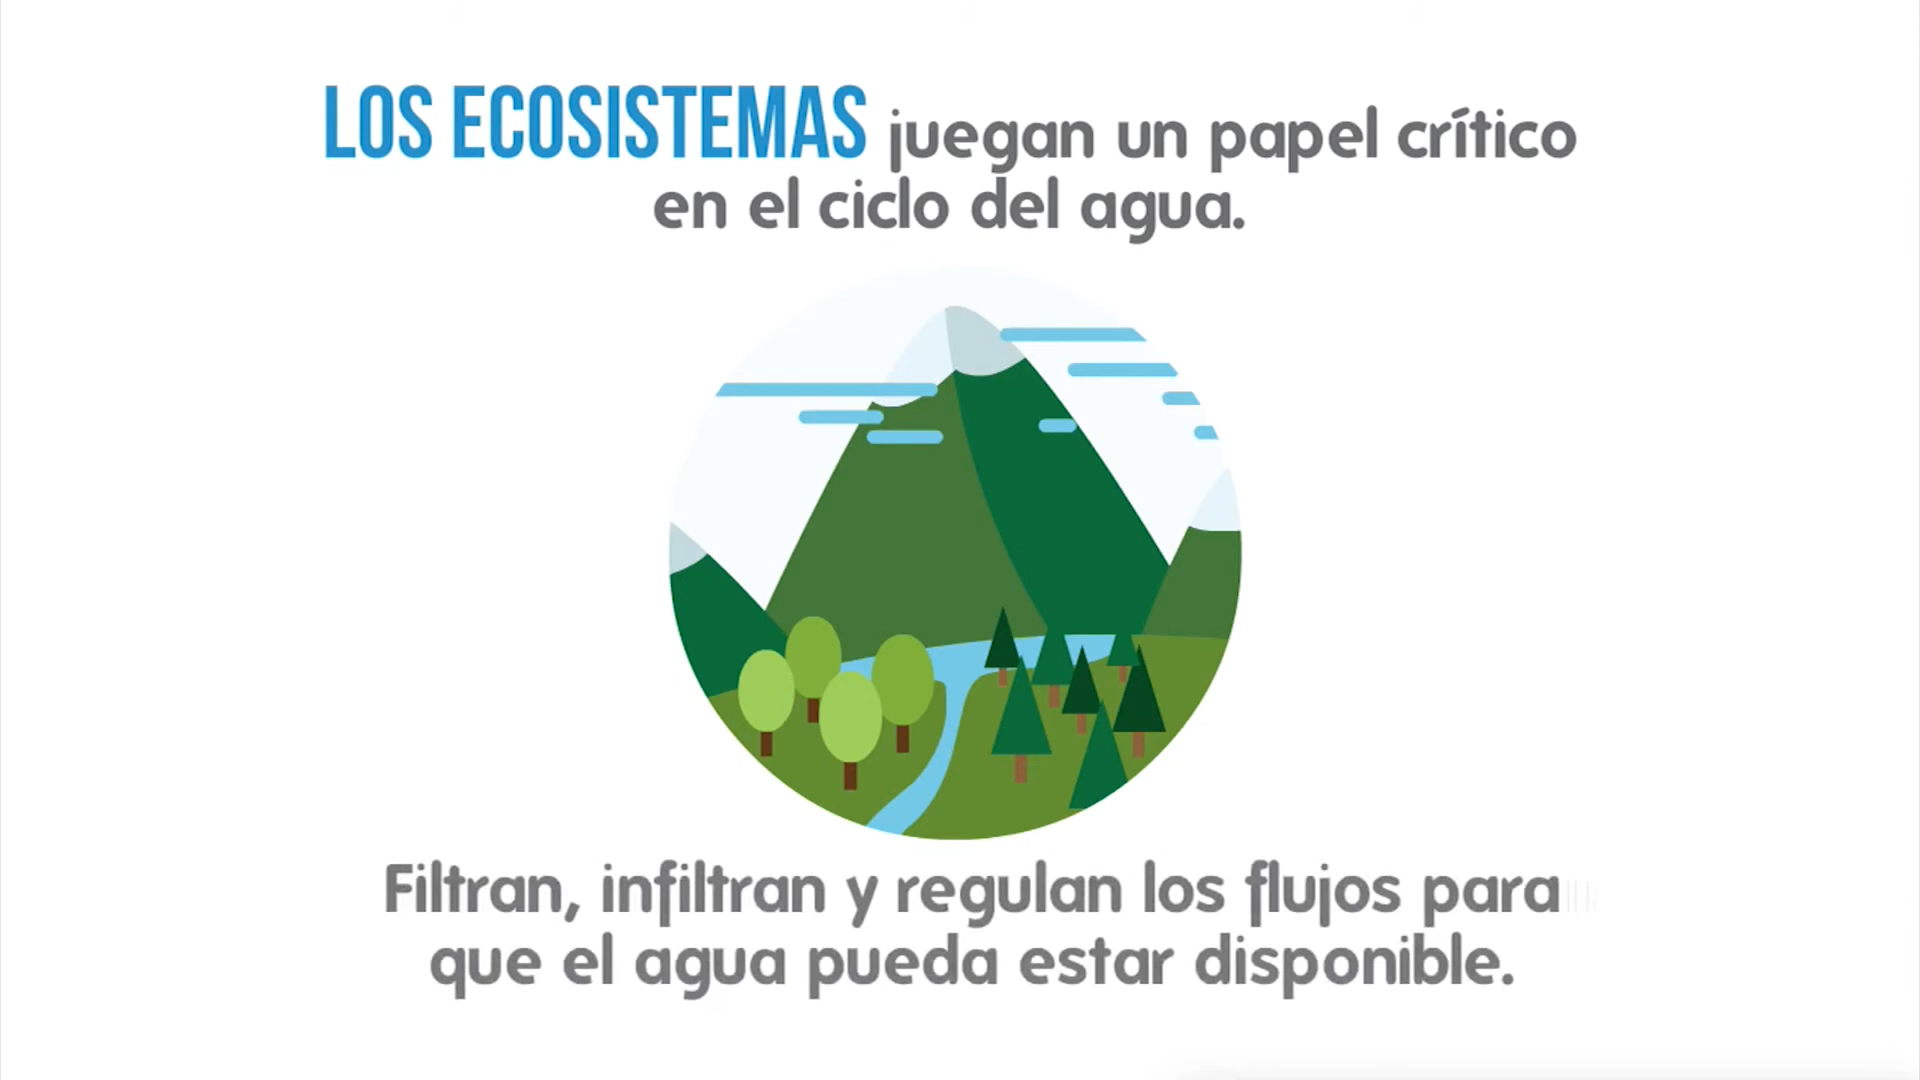 LOS ECOSISTEMAS juegan un papel crítico
en el ciclo del agua.
Filtran, infiltran y regulan los flujos para
que el agua pueda estar disponible.